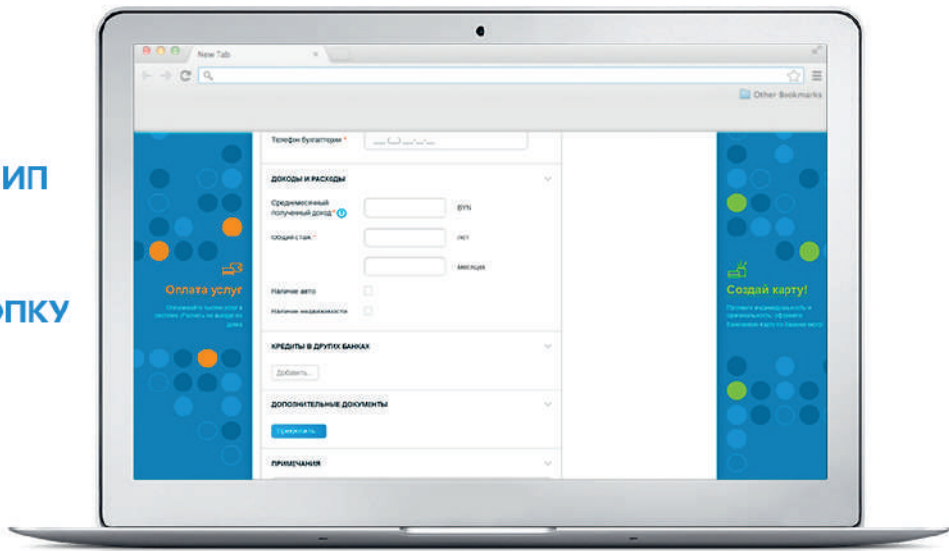 New Tab
Other Bookmarks
ИП
ОПКУ
Телефон бухгалтерии *
ДОХОДЫ И РАСХОДЫ
Среднемесячный
полученный доход *
BYN
Общий стаж *
лет
месяцев
Наличие авто
Наличие недвижимости
КРЕДИТЫ В ДРУГИХ БАНКАХ
Добавить...
ДОПОЛНИТЕЛЬНЫЕ ДОКУМЕНТЫ
ПРИМЕЧАНИЯ
Оплата услуг
Создай карту!